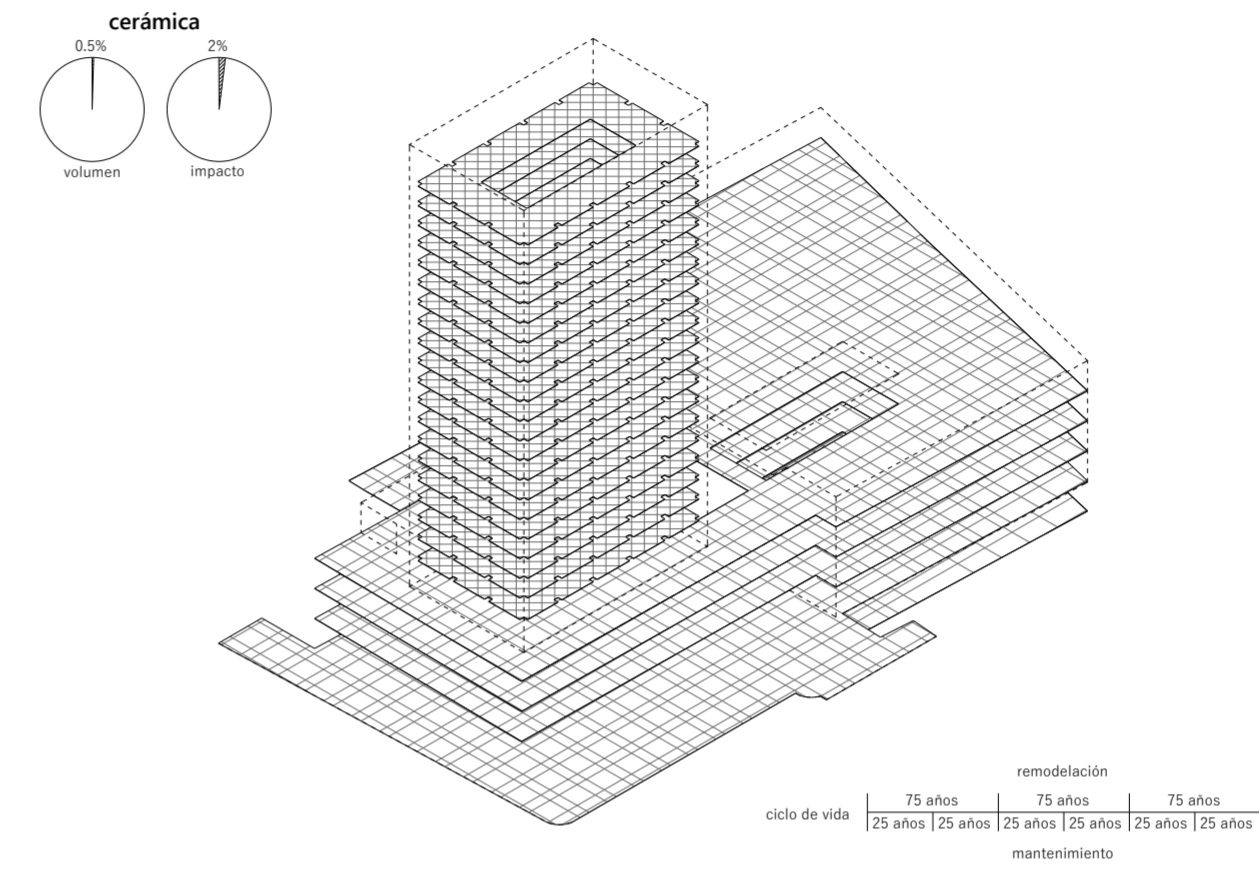 cerámica
0.5%
2%
volumen
impacto
remodelación
75 años 75 años 75 años
ciclo de vida
25 años 25 años 25 años 25 años 25 años 25 años
mantenimiento